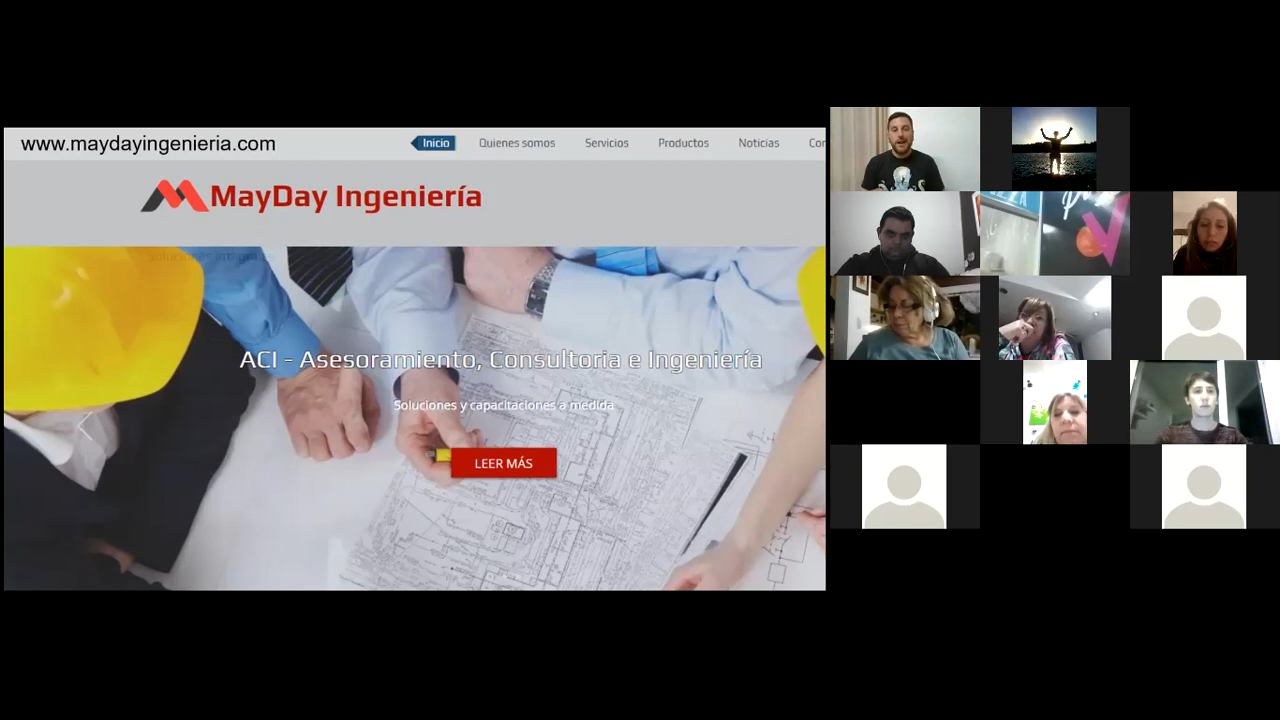 www.maydayingenieria.com
Inicio Quienes somos Servicios Productos Noticias
MayDay Ingeniería
ACI - Asesoramiento, Consultoria e Ingeniería
Soluciones y capacitaciones a medida
LEER MÁS